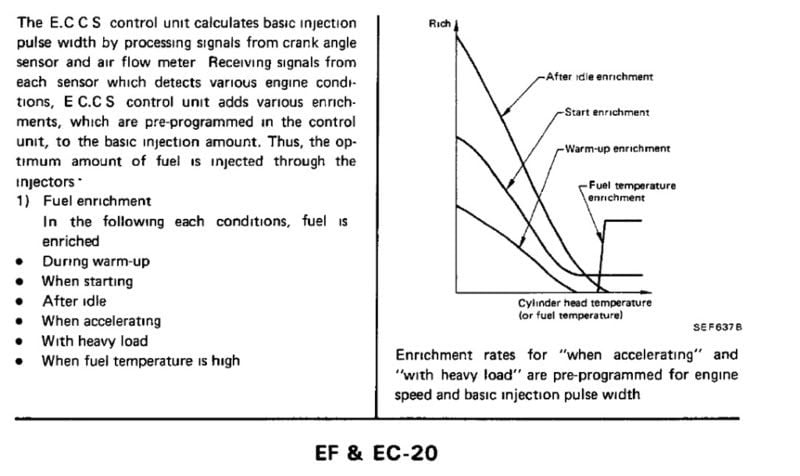 The E.C C S control unit calculates basic injection
pulse width by processing signals from crank angle
sensor and air flow meter Receiving signals from
each sensor which detects various engine condi-
tions, E C.C S control unit adds various enrich-
ments, which are pre-programmed in the control
unit, to the basic injection amount. Thus, the op-
timum amount of fuel is injected through the
injectors·
1) Fuel enrichment
In the following each conditions, fuel is
enriched
● During warm-up
● When starting
● After idle
● When accelerating
● With heavy load
● When fuel temperature is high
Rich
After idle enrichment
Start enrichment
Warm-up enrichment
Fuel temperature
enrichment
Cylinder head temperature
(or fuel temperature)
SEF637B
Enrichment rates for "when accelerating" and
"with heavy load" are pre-programmed for engine
speed and basic injection pulse width
EF & EC-20